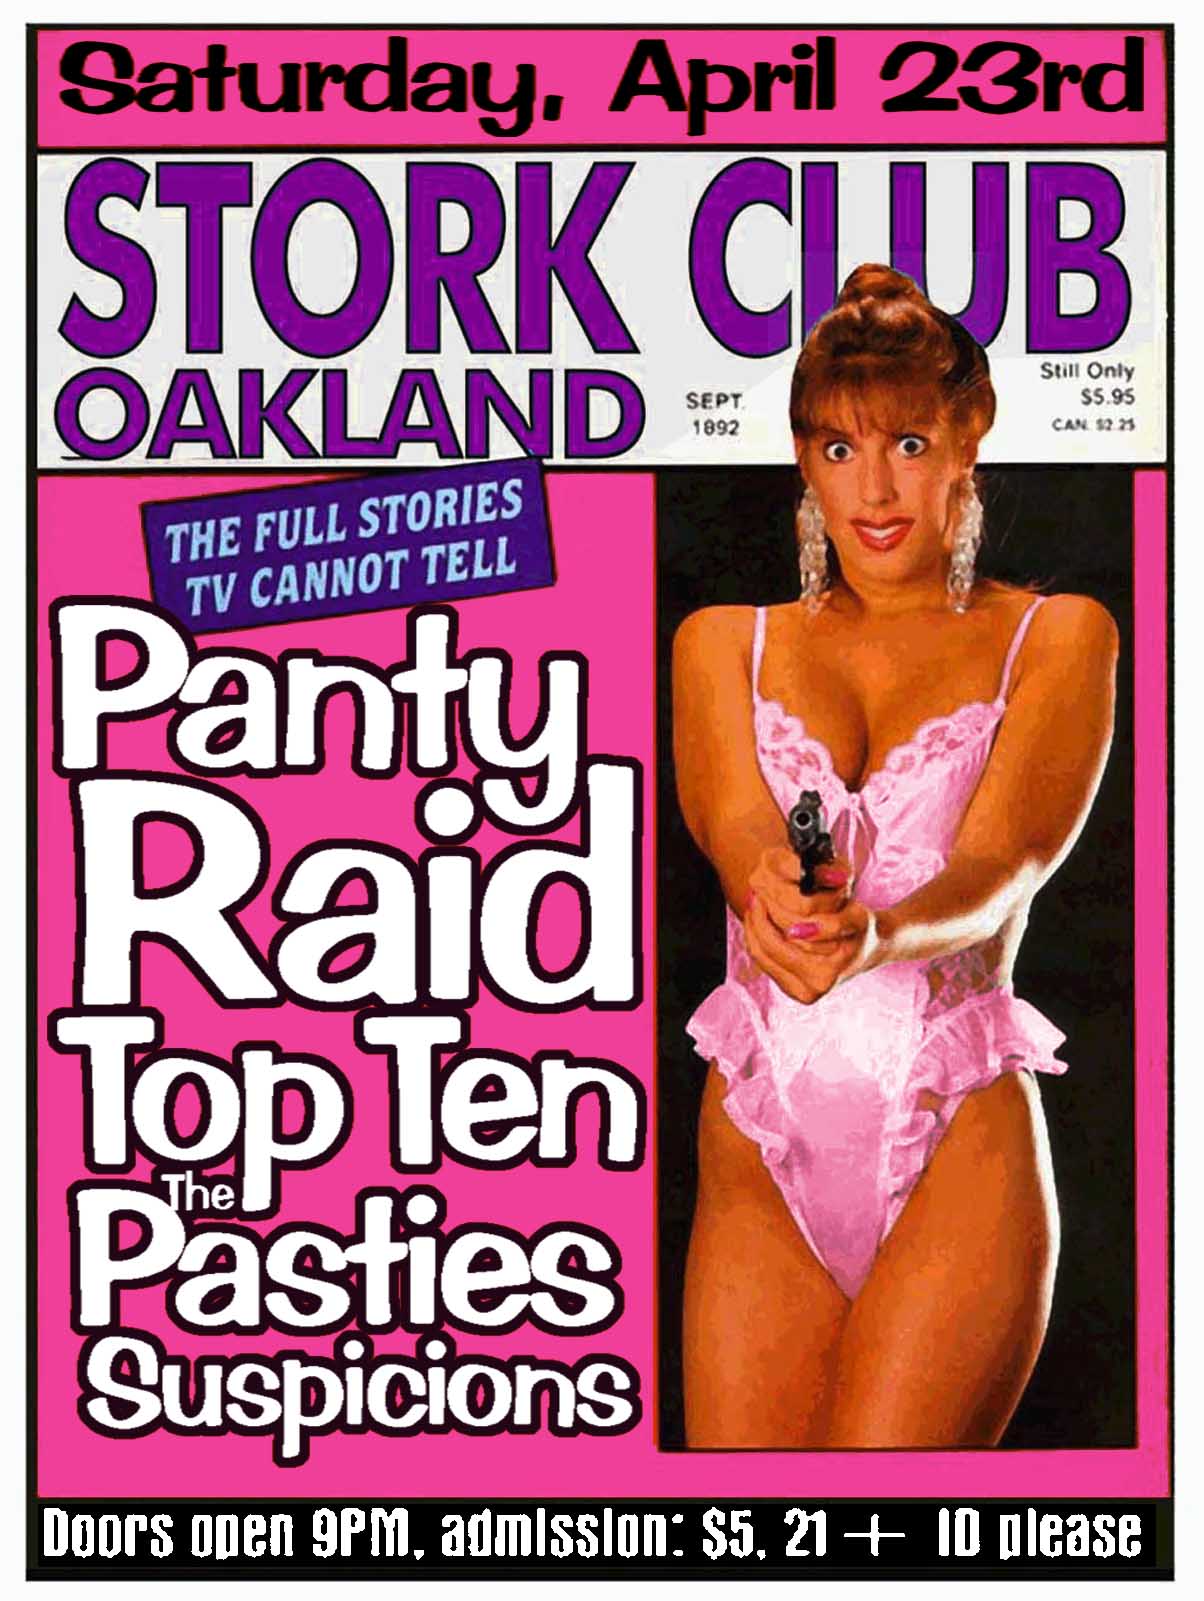 Saturday, April 23rd
STORK CLUB
OAKLAND
SEPT.
1892
Still Only
$5.95
CAN. $2.25
THE FULL STORIES
TV CANNOT TELL
Panty
Raid
Top Ten
The
Pasties
Suspicions
Doors open 9PM, admission: $5, 21 + ID please